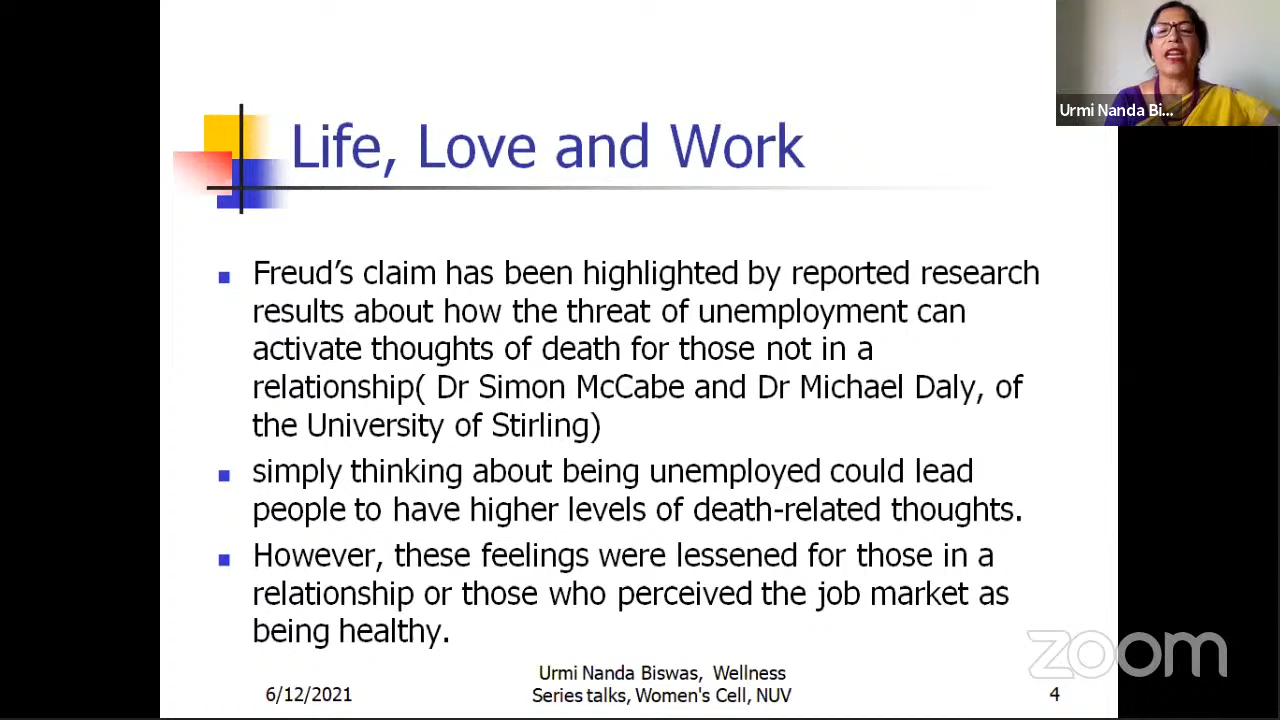 Life, Love and Work
Freud's claim has been highlighted by reported research
results about how the threat of unemployment can
activate thoughts of death for those not in a
relationship( Dr Simon McCabe and Dr Michael Daly, of
the University of Stirling)
simply thinking about being unemployed could lead
people to have higher levels of death-related thoughts.
However, these feelings were lessened for those in a
relationship or those who perceived the job market as
being healthy.
6/12/2021
Urmi Nanda Biswas, Wellness
Series talks, Women's Cell, NUV
4
Urmi Nanda Bi...
zoom